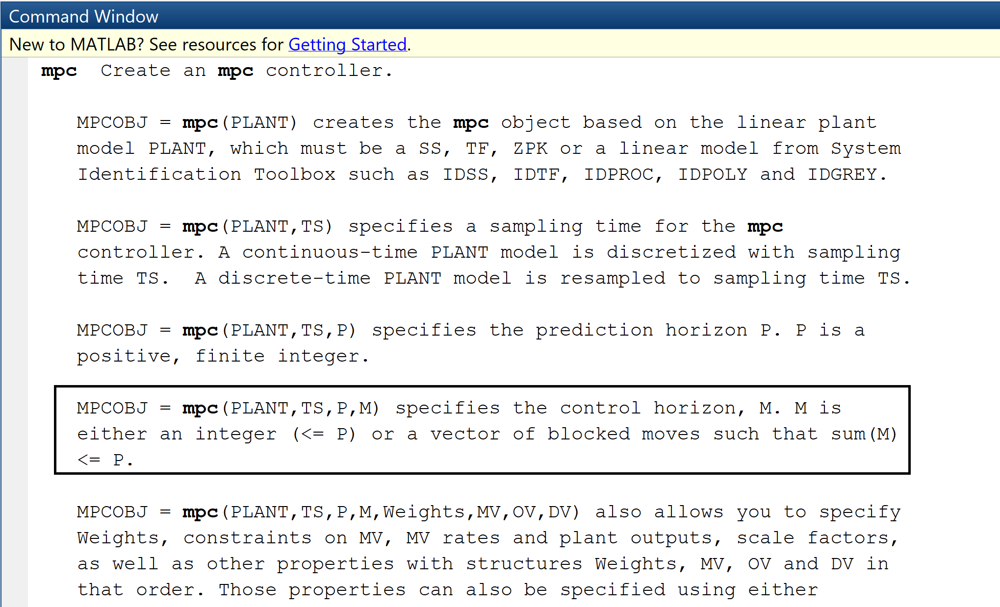 Command Window
New to MATLAB? See resources for Getting Started.
mpc  Create an mpc controller.
MPCOBJ = mpc(PLANT) creates the mpc object based on the linear plant
model PLANT, which must be a SS, TF, ZPK or a linear model from System
Identification Toolbox such as IDSS, IDTF, IDPROC, IDPOLY and IDGREY.
MPCOBJ = mpc(PLANT,TS) specifies a sampling time for the mpc
controller. A continuous-time PLANT model is discretized with sampling
time TS.  A discrete-time PLANT model is resampled to sampling time TS.
MPCOBJ = mpc(PLANT,TS,P) specifies the prediction horizon P. P is a
positive, finite integer.
MPCOBJ = mpc(PLANT,TS,P,M) specifies the control horizon, M. M is
either an integer (<= P) or a vector of blocked moves such that sum(M)
<= P.
MPCOBJ = mpc(PLANT,TS,P,M,Weights,MV,OV,DV) also allows you to specify
Weights, constraints on MV, MV rates and plant outputs, scale factors,
as well as other properties with structures Weights, MV, OV and DV in
that order. Those properties can also be specified using either